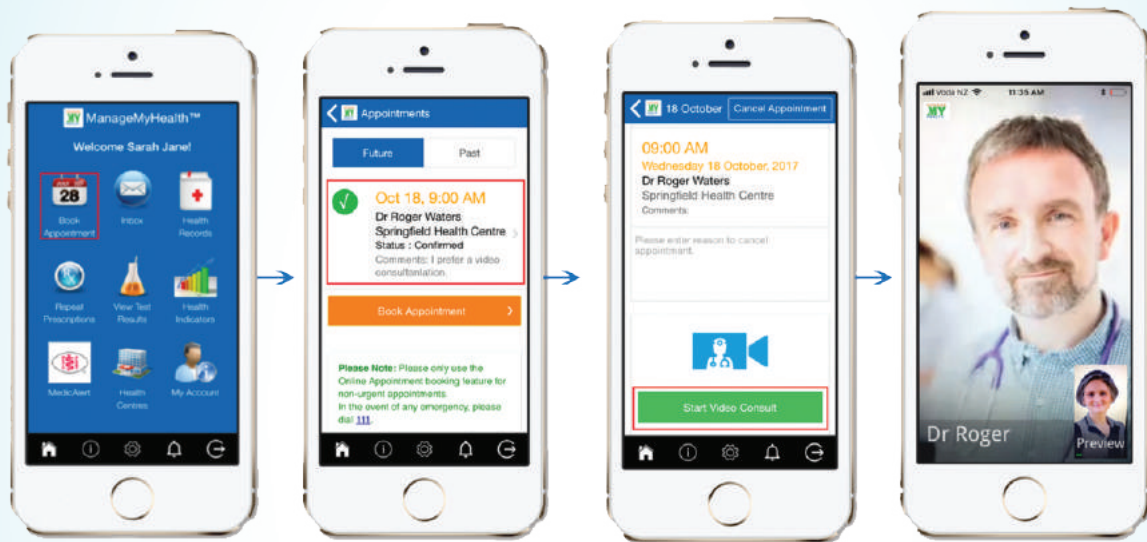 MY ManageMyHealth™
Welcome Sarah Jane!
28
Book
Appointment
Inbox
Health
Records
Repeat
Prescriptions
View Test
Results
Health
Indicators
MedicAlert
Health
Centres
My Account
MY Appointments
Future
Past
Oct 18, 9:00 AM
Dr Roger Waters
Springfield Health Centre
Status : Confirmed
Comments: I prefer a video
consultantation.
Book Appointment
Please Note: Please only use the
Online Appointment booking feature for
non-urgent appointments.
In the event of any emergency, please
dial 111.
MY 18 October
Cancel Appointment
09:00 AM
Wednesday 18 October, 2017
Dr Roger Waters
Springfield Health Centre
Comments:
Please enter reason to cancel
appointment.
Start Video Consult
NZ
11:35 AM
MY
Dr Roger
Preview